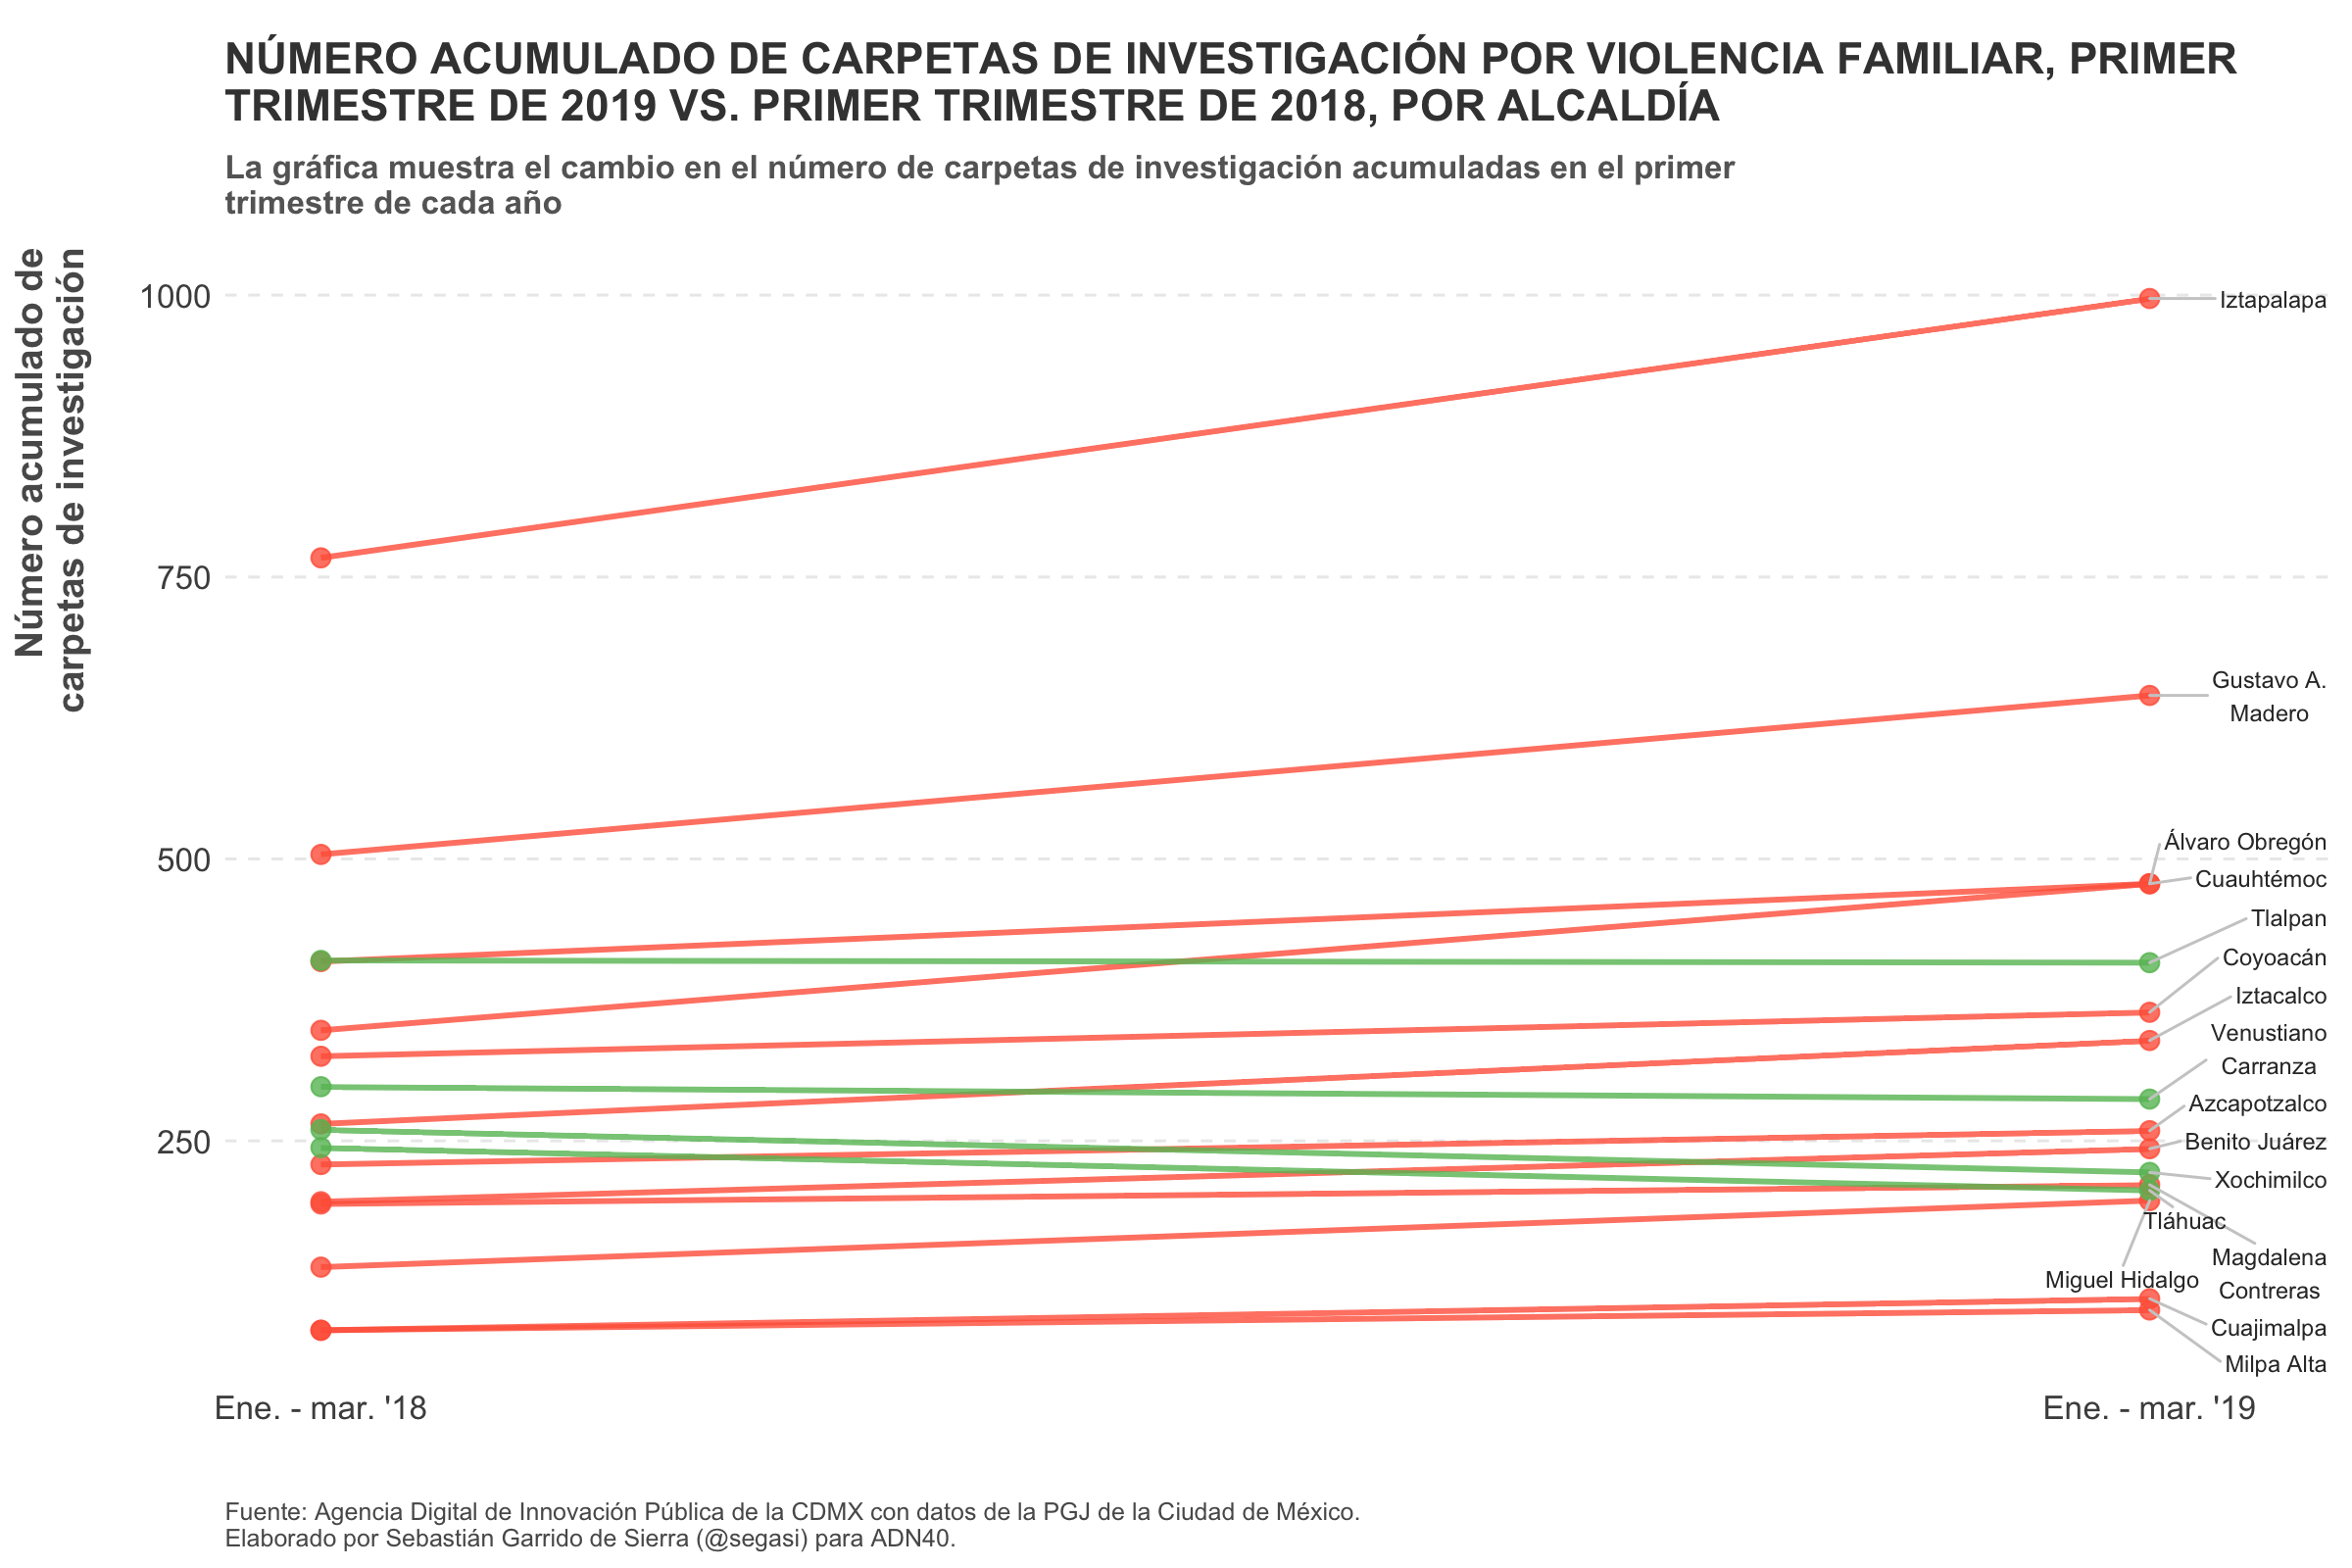 NÚMERO ACUMULADO DE CARPETAS DE INVESTIGACIÓN POR VIOLENCIA FAMILIAR, PRIMER
TRIMESTRE DE 2019 VS. PRIMER TRIMESTRE DE 2018, POR ALCALDÍA
La gráfica muestra el cambio en el número de carpetas de investigación acumuladas en el primer
trimestre de cada año
Número acumulado de
carpetas de investigación
1000
750
500
250
Iztapalapa
Gustavo A.
Madero
Álvaro Obregón
Cuauhtémoc
Tlalpan
Coyoacán
Iztacalco
Venustiano
Carranza
Azcapotzalco
Benito Juárez
Xochimilco
Tláhuac
Magdalena
Contreras
Miguel Hidalgo
Cuajimalpa
Milpa Alta
Ene. - mar. '18
Ene. - mar. '19
Fuente: Agencia Digital de Innovación Pública de la CDMX con datos de la PGJ de la Ciudad de México.
Elaborado por Sebastián Garrido de Sierra (@segasi) para ADN40.